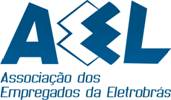 AEEL
Associação dos
Empregados da Eletrobrás